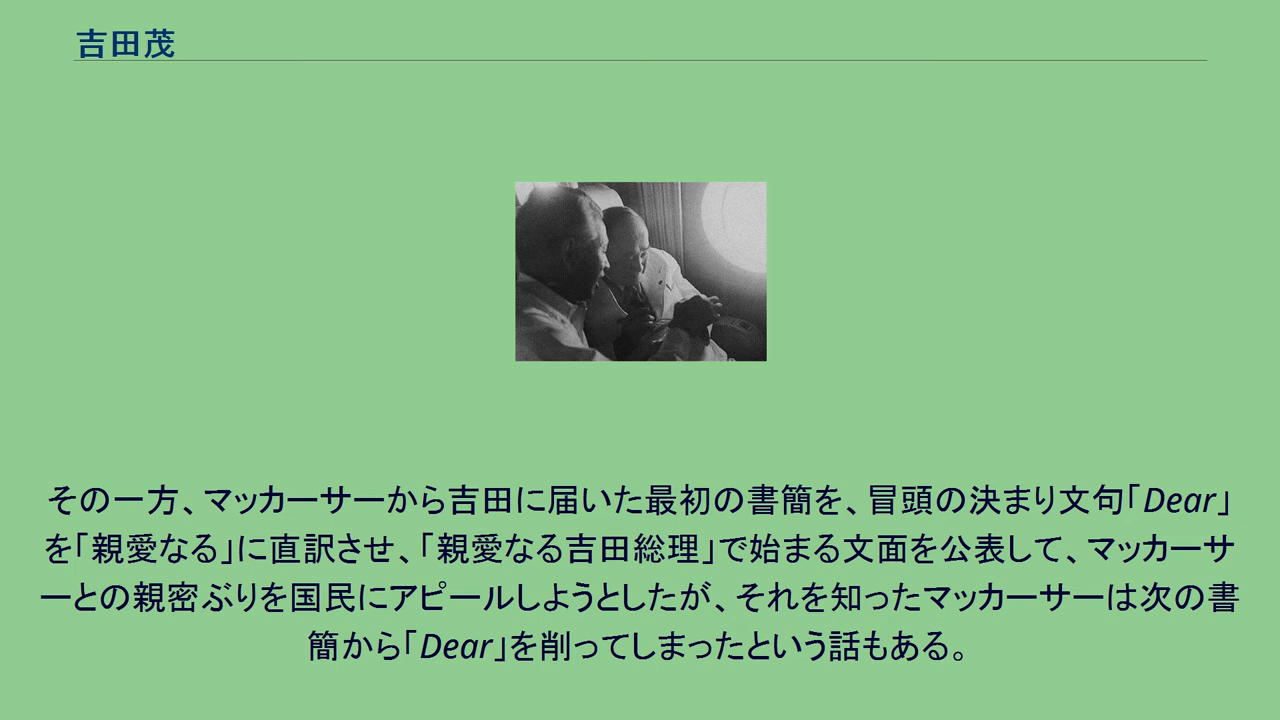 吉田茂
その一方、マッカーサーから吉田に届いた最初の書簡を、冒頭の決まり文句「Dear」
を「親愛なる」に直訳させ、「親愛なる吉田総理」で始まる文面を公表して、マッカーサ
ーとの親密ぶりを国民にアピールしようとしたが、それを知ったマッカーサーは次の書
簡から「Dear」を削ってしまったという話もある。